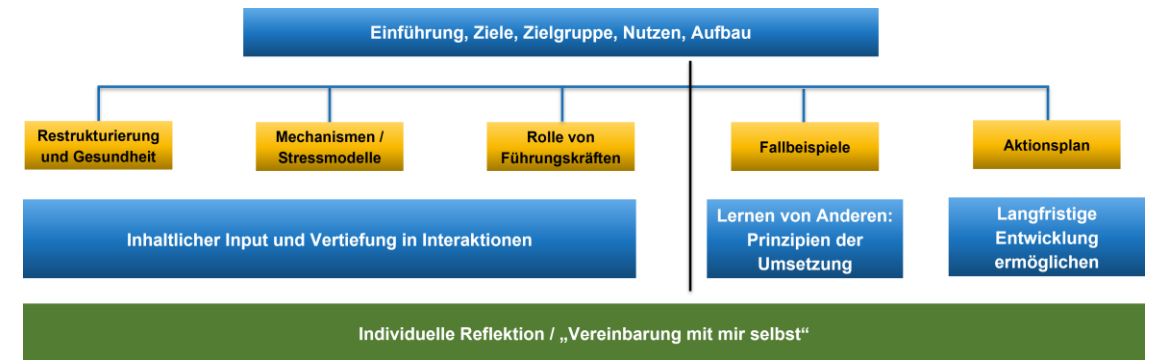 Einführung, Ziele, Zielgruppe, Nutzen, Aufbau
Restrukturierung
und Gesundheit
Mechanismen /
Stressmodelle
Rolle von
Führungskräften
Fallbeispiele
Aktionsplan
Inhaltlicher Input und Vertiefung in Interaktionen
Lernen von Anderen:
Prinzipien der
Umsetzung
Langfristige
Entwicklung
ermöglichen
Individuelle Reflektion / „Vereinbarung mit mir selbst“